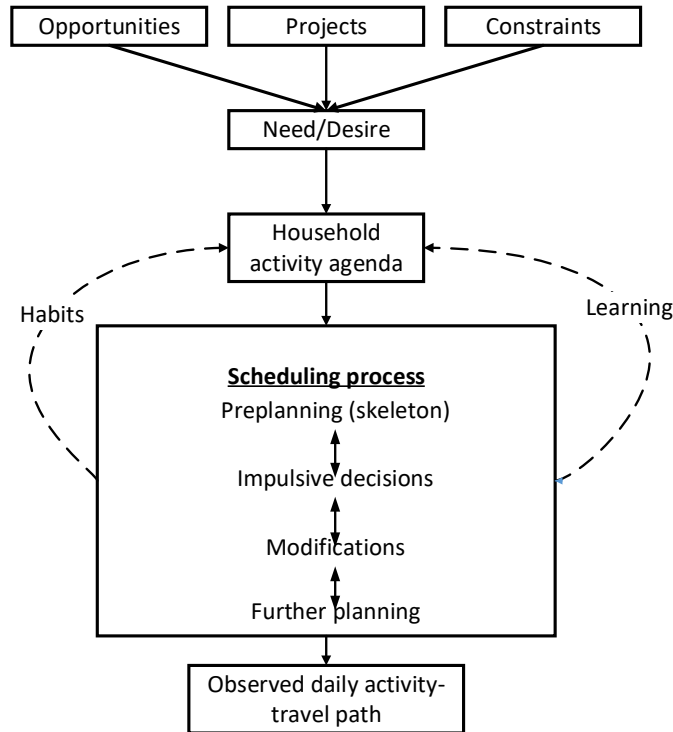 Opportunities
Projects
Constraints
Need/Desire
Household
activity agenda
Habits
Learning
Scheduling process
Preplanning (skeleton)
Impulsive decisions
Modifications
Further planning
Observed daily activity-
travel path